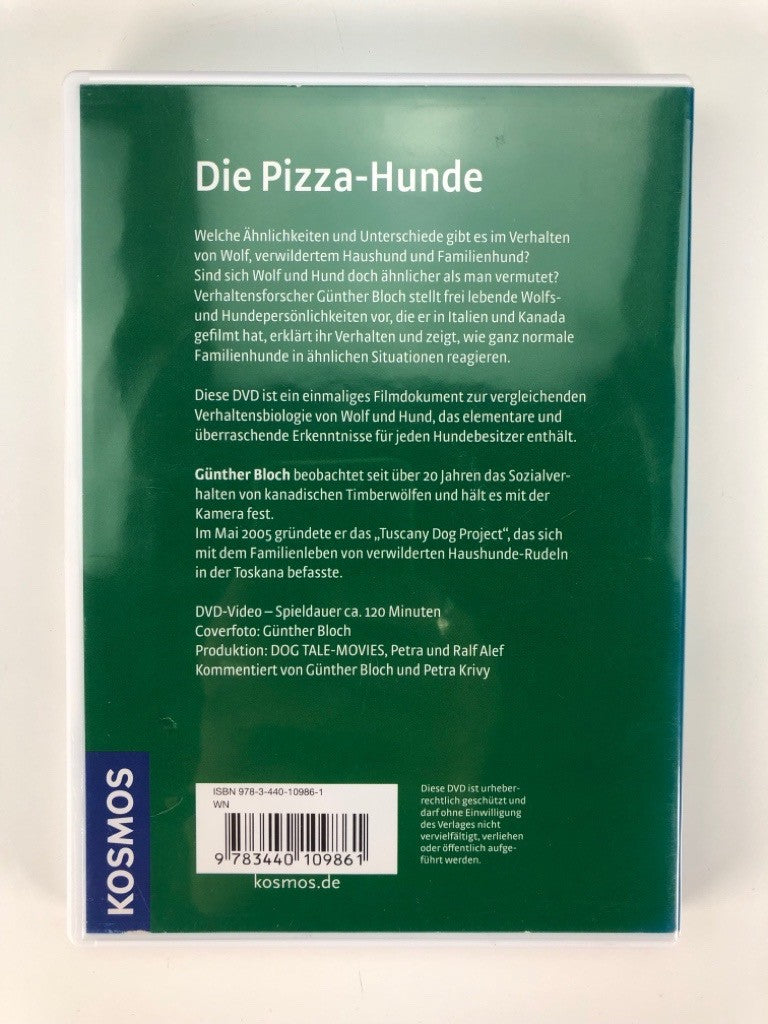 Die Pizza-Hunde
Welche Ähnlichkeiten und Unterschiede gibt es im Verhalten
von Wolf, verwildertem Haushund und Familienhund?
Sind sich Wolf und Hund doch ähnlicher als man vermutet?
Verhaltensforscher Günther Bloch stellt frei lebende Wolfs-
und Hundepersönlichkeiten vor, die er in Italien und Kanada
gefilmt hat, erklärt ihr Verhalten und zeigt, wie ganz normale
Familienhunde in ähnlichen Situationen reagieren.
Diese DVD ist ein einmaliges Filmdokument zur vergleichenden
Verhaltensbiologie von Wolf und Hund, das elementare und
überraschende Erkenntnisse für jeden Hundebesitzer enthält.
Günther Bloch beobachtet seit über 20 Jahren das Sozialver-
halten von kanadischen Timberwölfen und hält es mit der
Kamera fest.
Im Mai 2005 gründete er das „Tuscany Dog Project“, das sich
mit dem Familienleben von verwilderten Haushunde-Rudeln
in der Toskana befasste.
DVD-Video – Spieldauer ca. 120 Minuten
Coverfoto: Günther Bloch
Produktion: DOG TALE-MOVIES, Petra und Ralf Alef
Kommentiert von Günther Bloch und Petra Krivy
KOSMOS
ISBN 978-3-440-10986-1
WN
9 783440 109861
kosmos.de
Diese DVD ist urheber-
rechtlich geschützt und
darf ohne Einwilligung
des Verlages nicht
vervielfältigt, verliehen
oder öffentlich aufge-
führt werden.